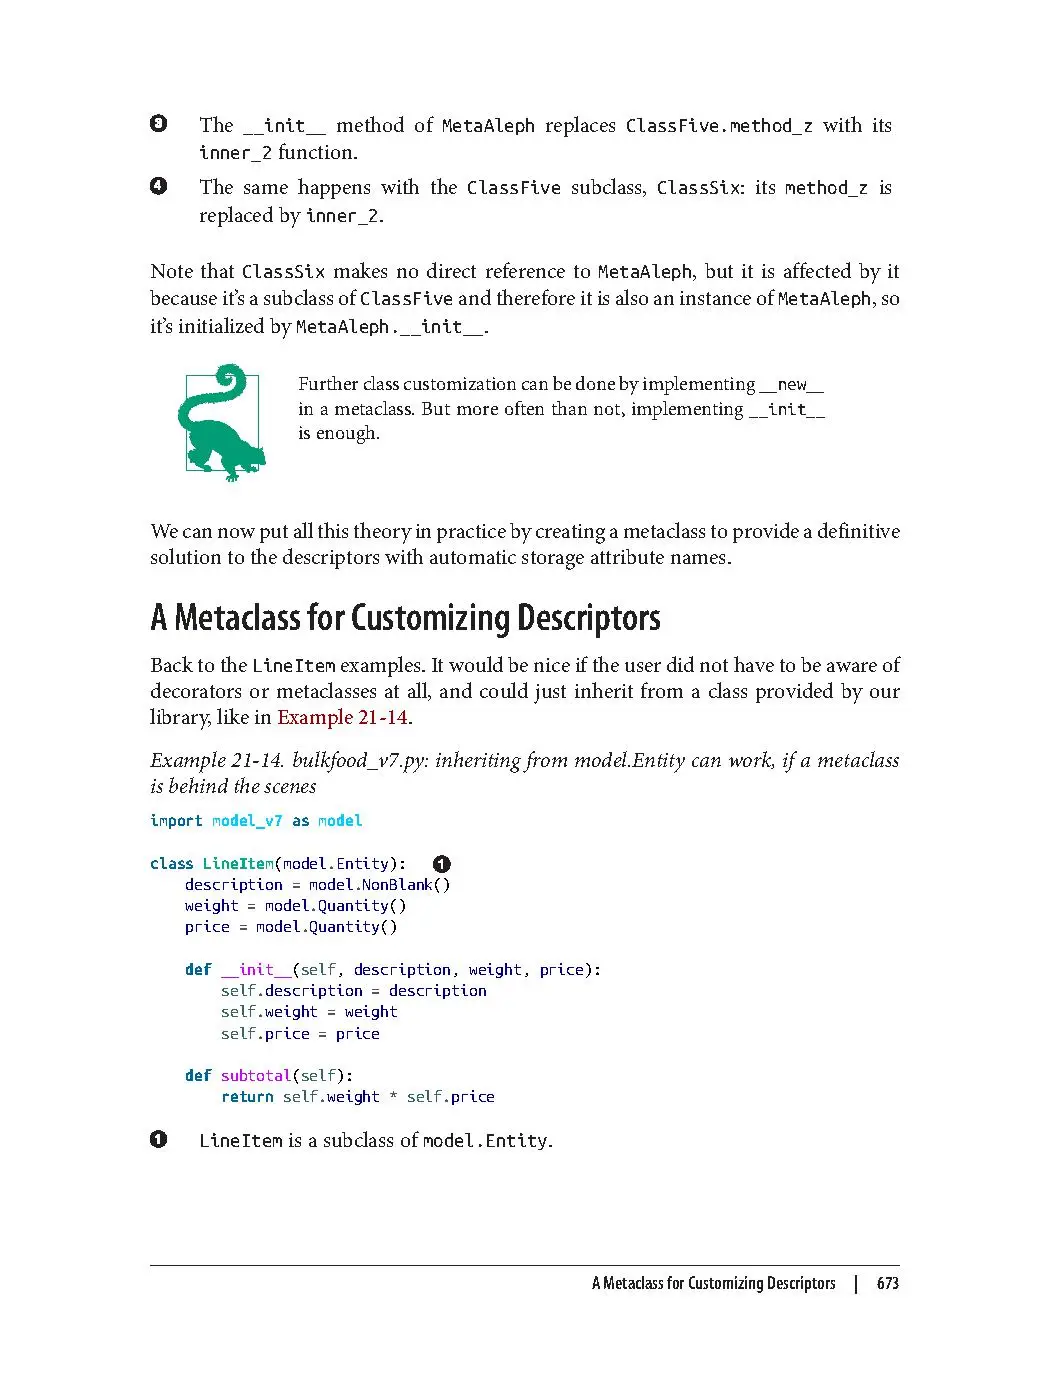 ❸ The __init__ method of MetaAleph replaces ClassFive.method_z with its
inner_2 function.
❹ The same happens with the ClassFive subclass, ClassSix: its method_z is
replaced by inner_2.
Note that ClassSix makes no direct reference to MetaAleph, but it is affected by it
because it’s a subclass of ClassFive and therefore it is also an instance of MetaAleph, so
it’s initialized by MetaAleph.__init__.
Further class customization can be done by implementing __new__
in a metaclass. But more often than not, implementing __init__
is enough.
We can now put all this theory in practice by creating a metaclass to provide a definitive
solution to the descriptors with automatic storage attribute names.
A Metaclass for Customizing Descriptors
Back to the LineItem examples. It would be nice if the user did not have to be aware of
decorators or metaclasses at all, and could just inherit from a class provided by our
library, like in Example 21-14.
Example 21-14. bulkfood_v7.py: inheriting from model.Entity can work, if a metaclass
is behind the scenes
import model_v7 as model
class LineItem(model.Entity): ❶
    description = model.NonBlank()
    weight = model.Quantity()
    price = model.Quantity()
    def __init__(self, description, weight, price):
        self.description = description
        self.weight = weight
        self.price = price
    def subtotal(self):
        return self.weight * self.price
❶ LineItem is a subclass of model.Entity.
A Metaclass for Customizing Descriptors | 673